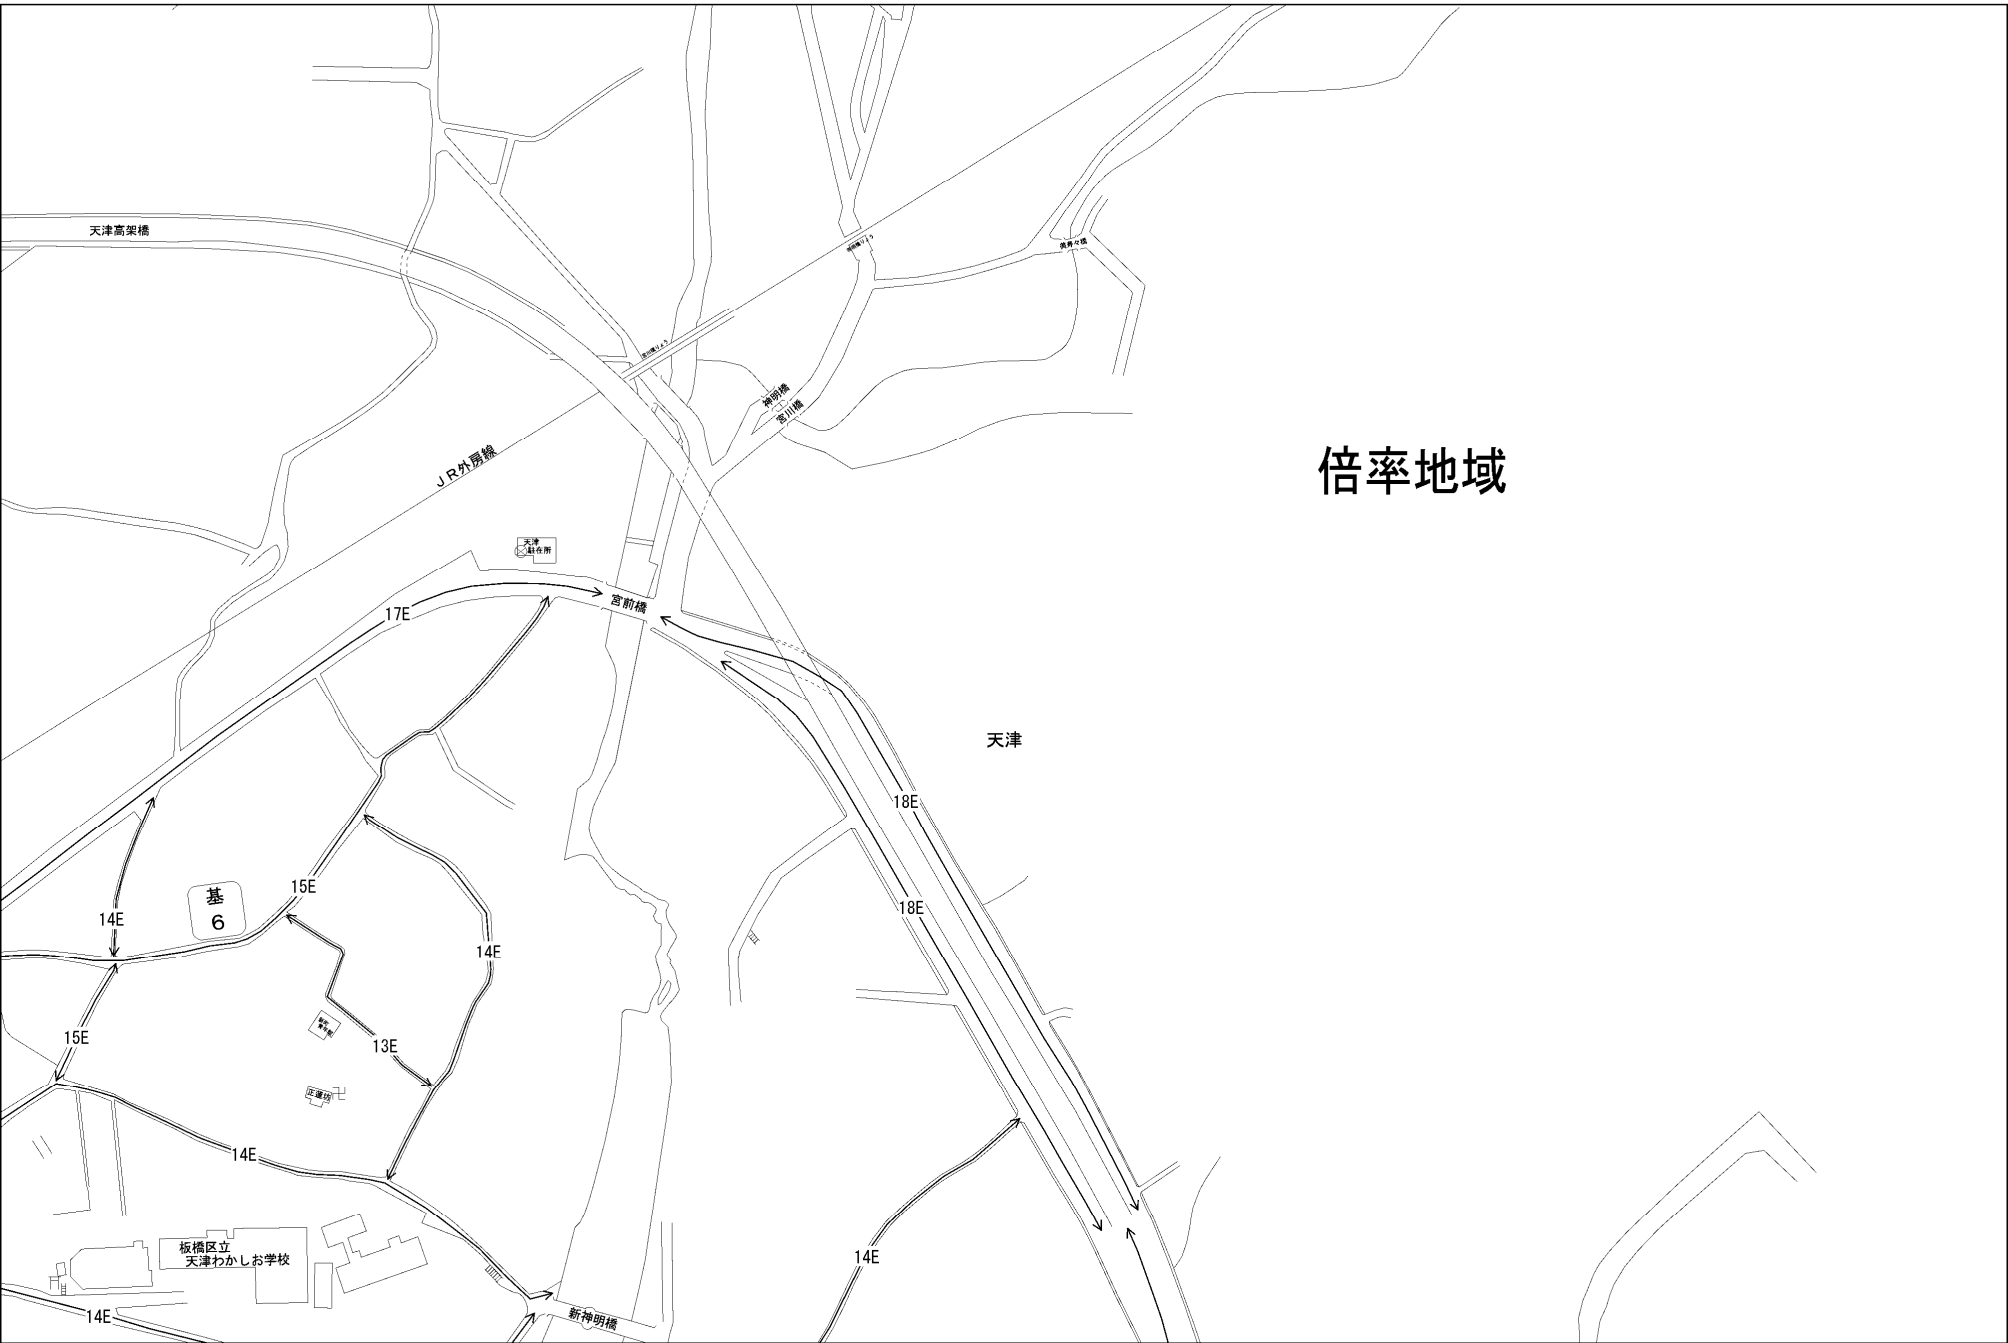 天津高架橋
神明橋
宮川橋
JR外房線
倍率地域
天津
駐在所
宮前橋
17E
天津
18E
18E
基
6
15E
14E
14E
15E
13E
正蓮坊
14E
板橋区立
天津わかしお学校
14E
14E
新神明橋